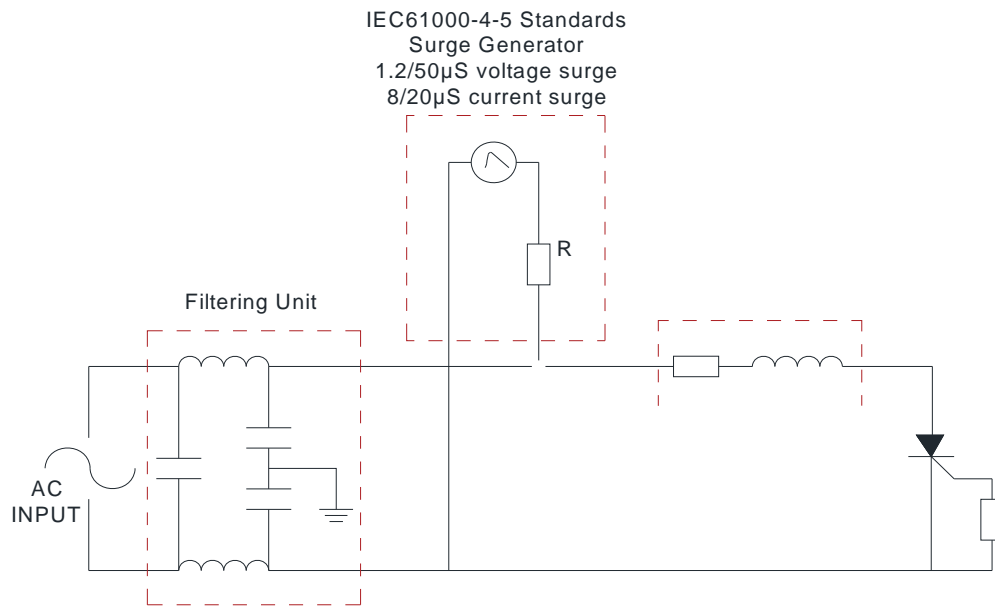 IEC61000-4-5 Standards
Surge Generator
1.2/50μS voltage surge
8/20μS current surge
R
Filtering Unit
AC
INPUT